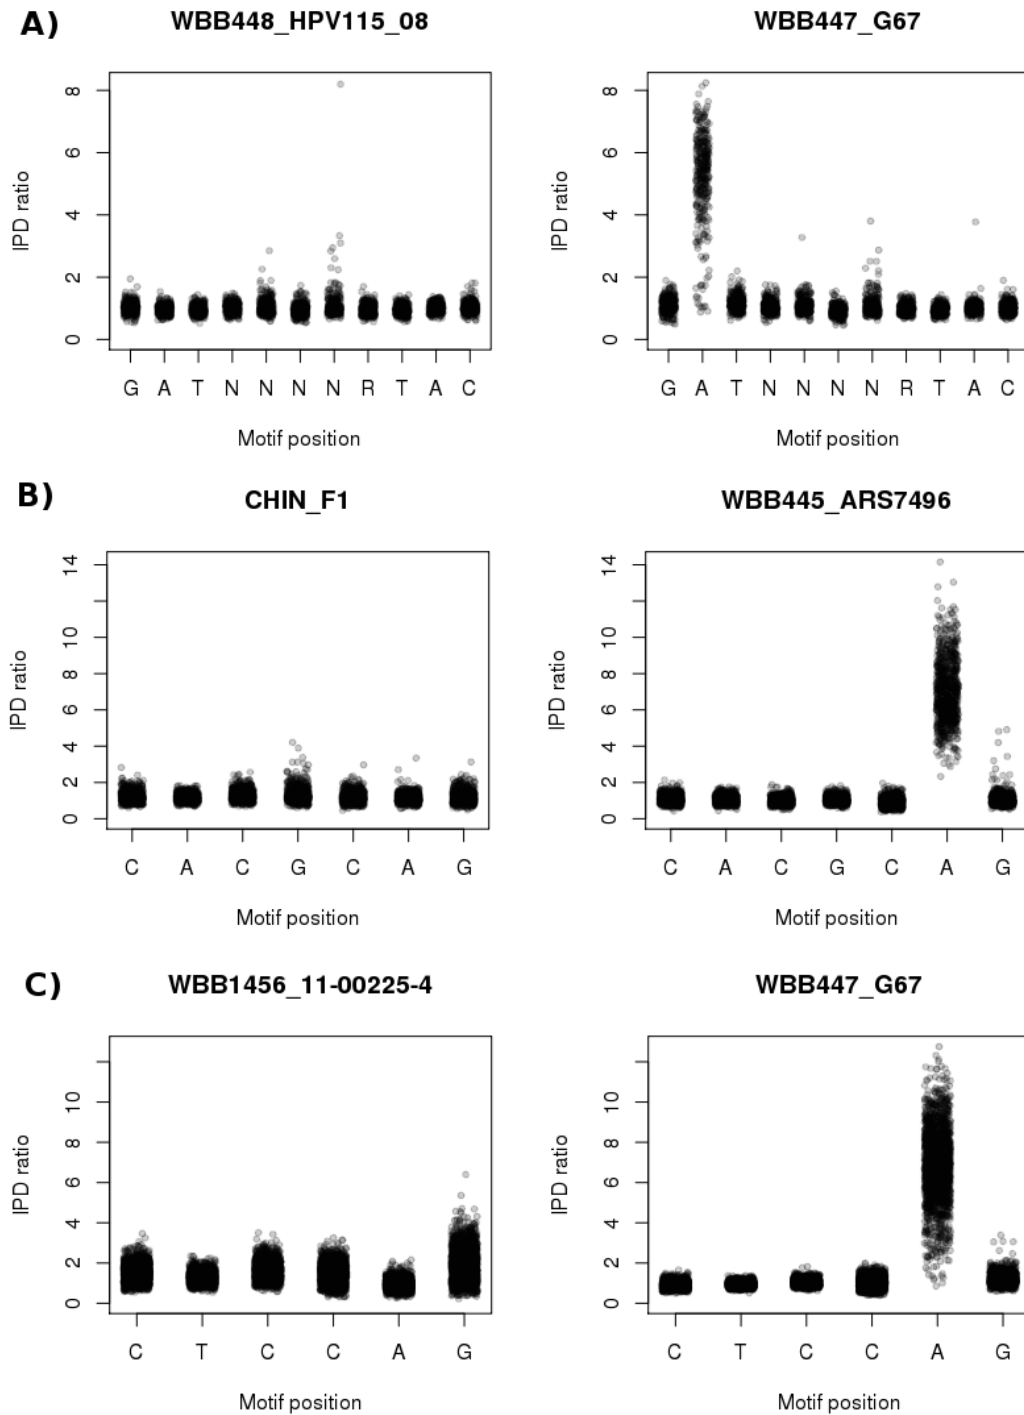 A)
WBB448_HPV115_08
WBB447_G67
IPD ratio
8
6
4
2
0
G A T N N N N R T A C
Motif position
IPD ratio
8
6
4
2
0
G A T N N N N R T A C
Motif position
B)
CHIN_F1
WBB445_ARS7496
IPD ratio
14
10
8
6
4
2
0
C A C G C A G
Motif position
IPD ratio
14
10
8
6
4
2
0
C A C G C A G
Motif position
C)
WBB1456_11-00225-4
WBB447_G67
IPD ratio
10
8
6
4
2
0
C T C C A G
Motif position
IPD ratio
10
8
6
4
2
0
C T C C A G
Motif position